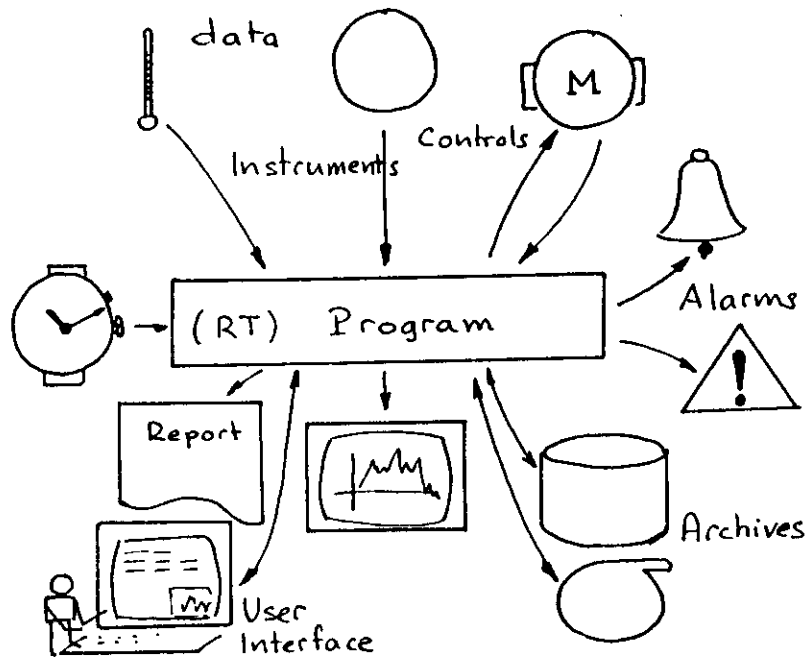 data
M
Controls
Instruments
Alarms
(RT) Program
Report
Archives
User
Interface